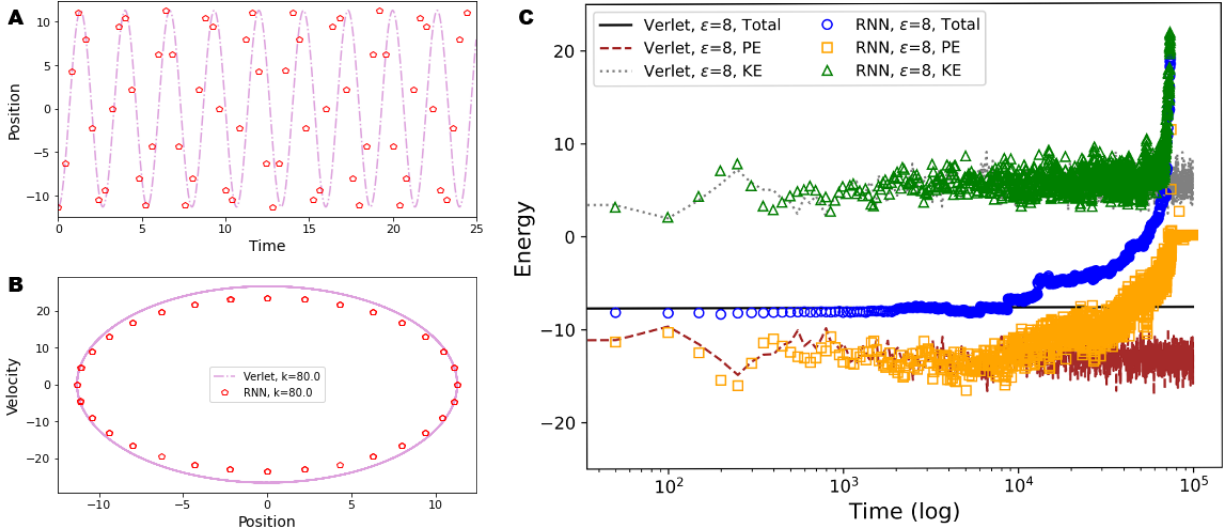 A
10
5
0
−5
−10
Position
0
5
10
15
20
25
Time
B
20
10
0
−10
−20
Velocity
Verlet, k=80.0
RNN, k=80.0
−10
−5
0
5
10
Position
C
Verlet, ε=8, Total
Verlet, ε=8, PE
Verlet, ε=8, KE
RNN, ε=8, Total
RNN, ε=8, PE
RNN, ε=8, KE
20
10
0
−10
−20
Energy
10²
10³
10⁴
10⁵
Time (log)